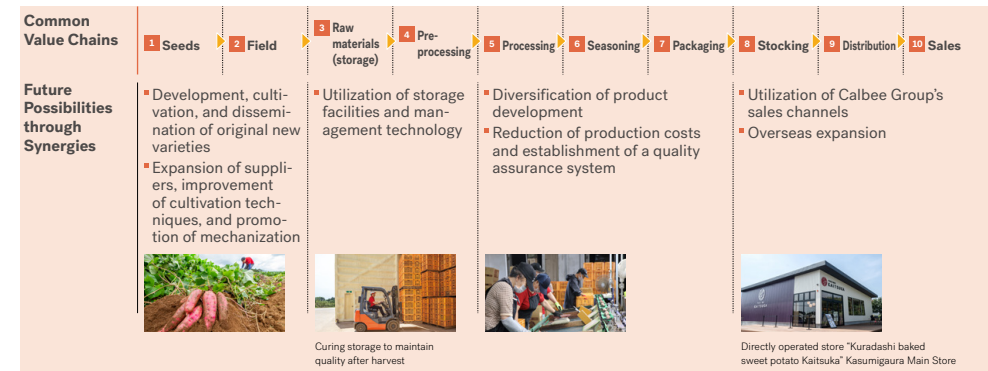 Common
Value Chains
1 Seeds
2 Field
3 Raw
materials
(storage)
4 Pre-
processing
5 Processing
6 Seasoning
7 Packaging
8 Stocking
9 Distribution
10 Sales
Future
Possibilities
through
Synergies
Development, culti-
vation, and dissemi-
nation of original new
varieties
Expansion of suppli-
ers, improvement
of cultivation tech-
niques, and promo-
tion of mechanization
Utilization of storage
facilities and man-
agement technology
Curing storage to maintain
quality after harvest
Diversification of product
development
Reduction of production costs
and establishment of a quality
assurance system
Utilization of Calbee Group's
sales channels
Overseas expansion
Directly operated store "Kuradashi baked
sweet potato Kaitsuka" Kasumigaura Main Store